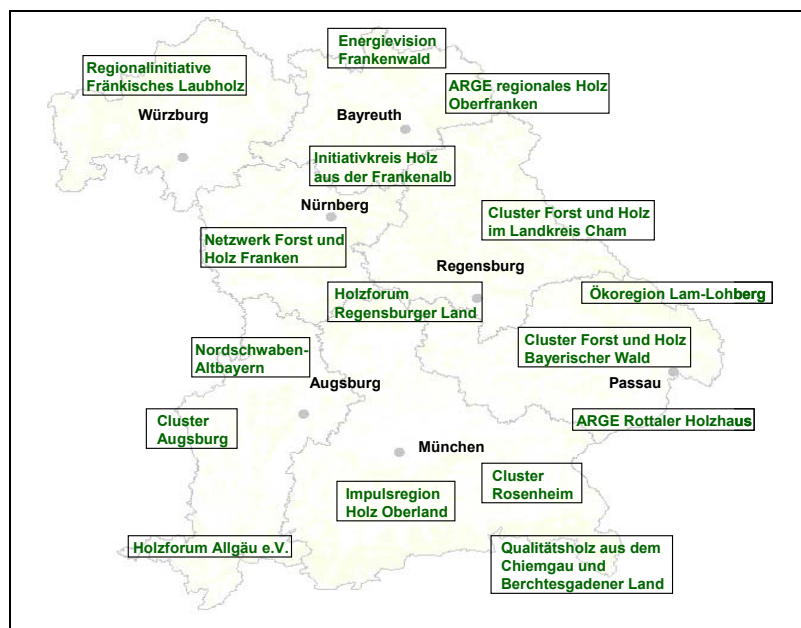 Energievision
Frankenwald
Regionalinitiative
Fränkisches Laubholz
ARGE regionales Holz
Oberfranken
Würzburg
Bayreuth
Initiativkreis Holz
aus der Frankenalb
Nürnberg
Cluster Forst und Holz
im Landkreis Cham
Netzwerk Forst und
Holz Franken
Regensburg
Holzforum
Regensburger Land
Ökoregion Lam-Lohberg
Nordschwaben-
Altbayern
Cluster Forst und Holz
Bayerischer Wald
Augsburg
Passau
Cluster
Augsburg
ARGE Rottaler Holzhaus
München
Cluster
Rosenheim
Impulsregion
Holz Oberland
Holzforum Allgäu e.V.
Qualitätsholz aus dem
Chiemgau und
Berchtesgadener Land